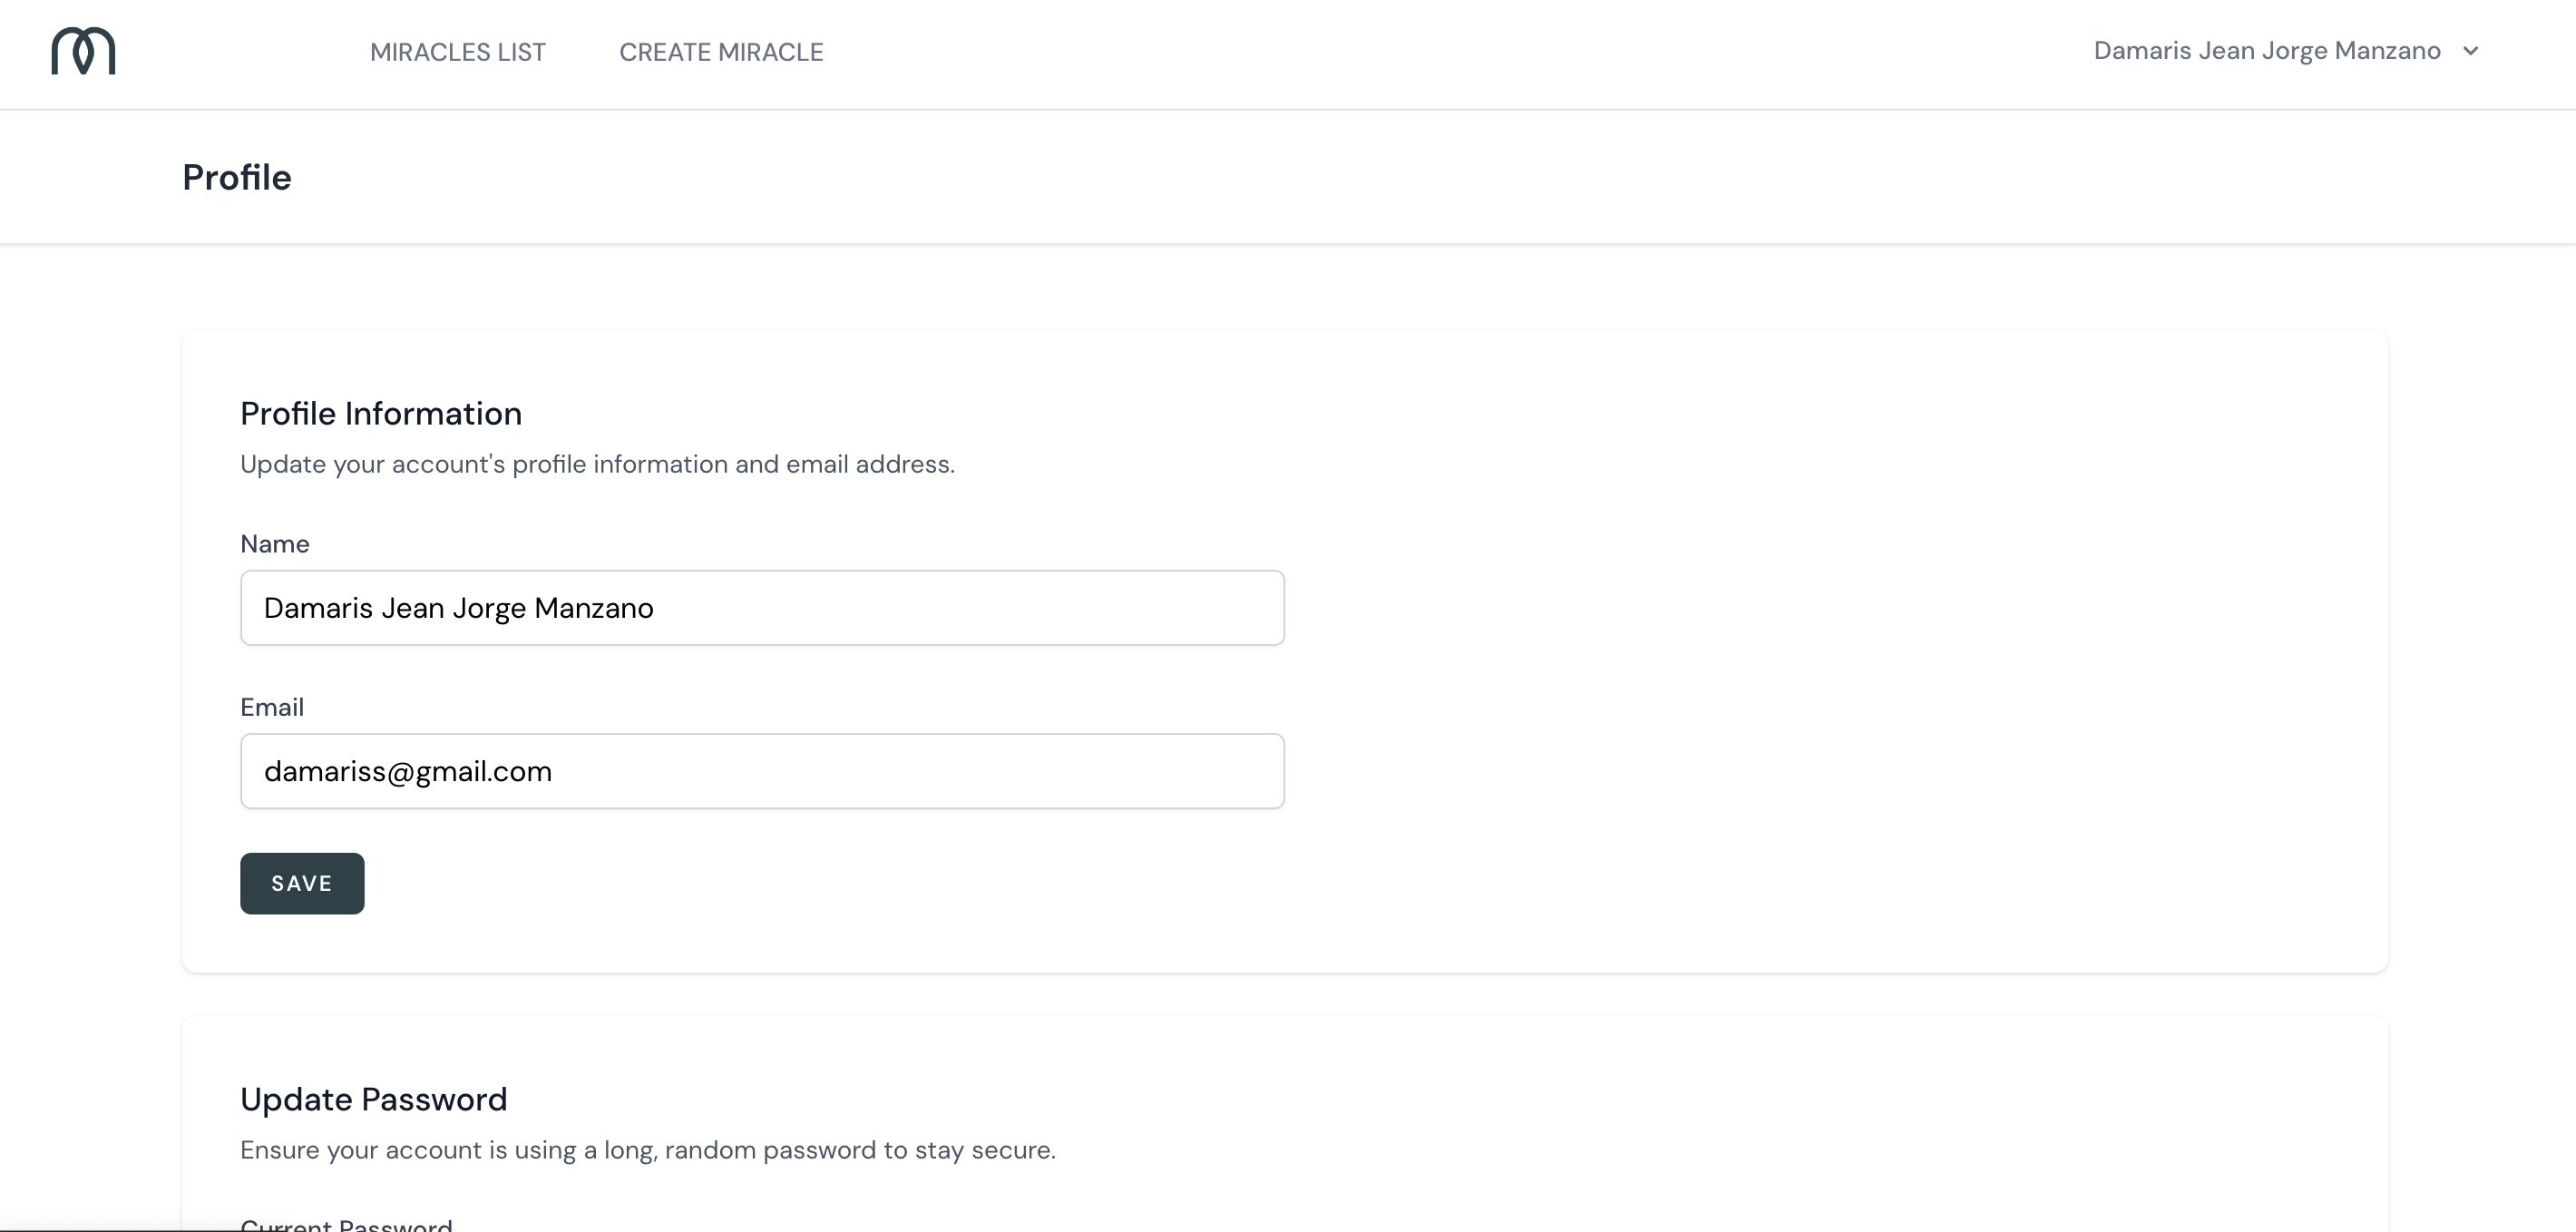 MIRACLES LIST
CREATE MIRACLE
Damaris Jean Jorge Manzano
Profile
Profile Information
Update your account's profile information and email address.
Name
Damaris Jean Jorge Manzano
Email
damariss@gmail.com
SAVE
Update Password
Ensure your account is using a long, random password to stay secure.
Current Password